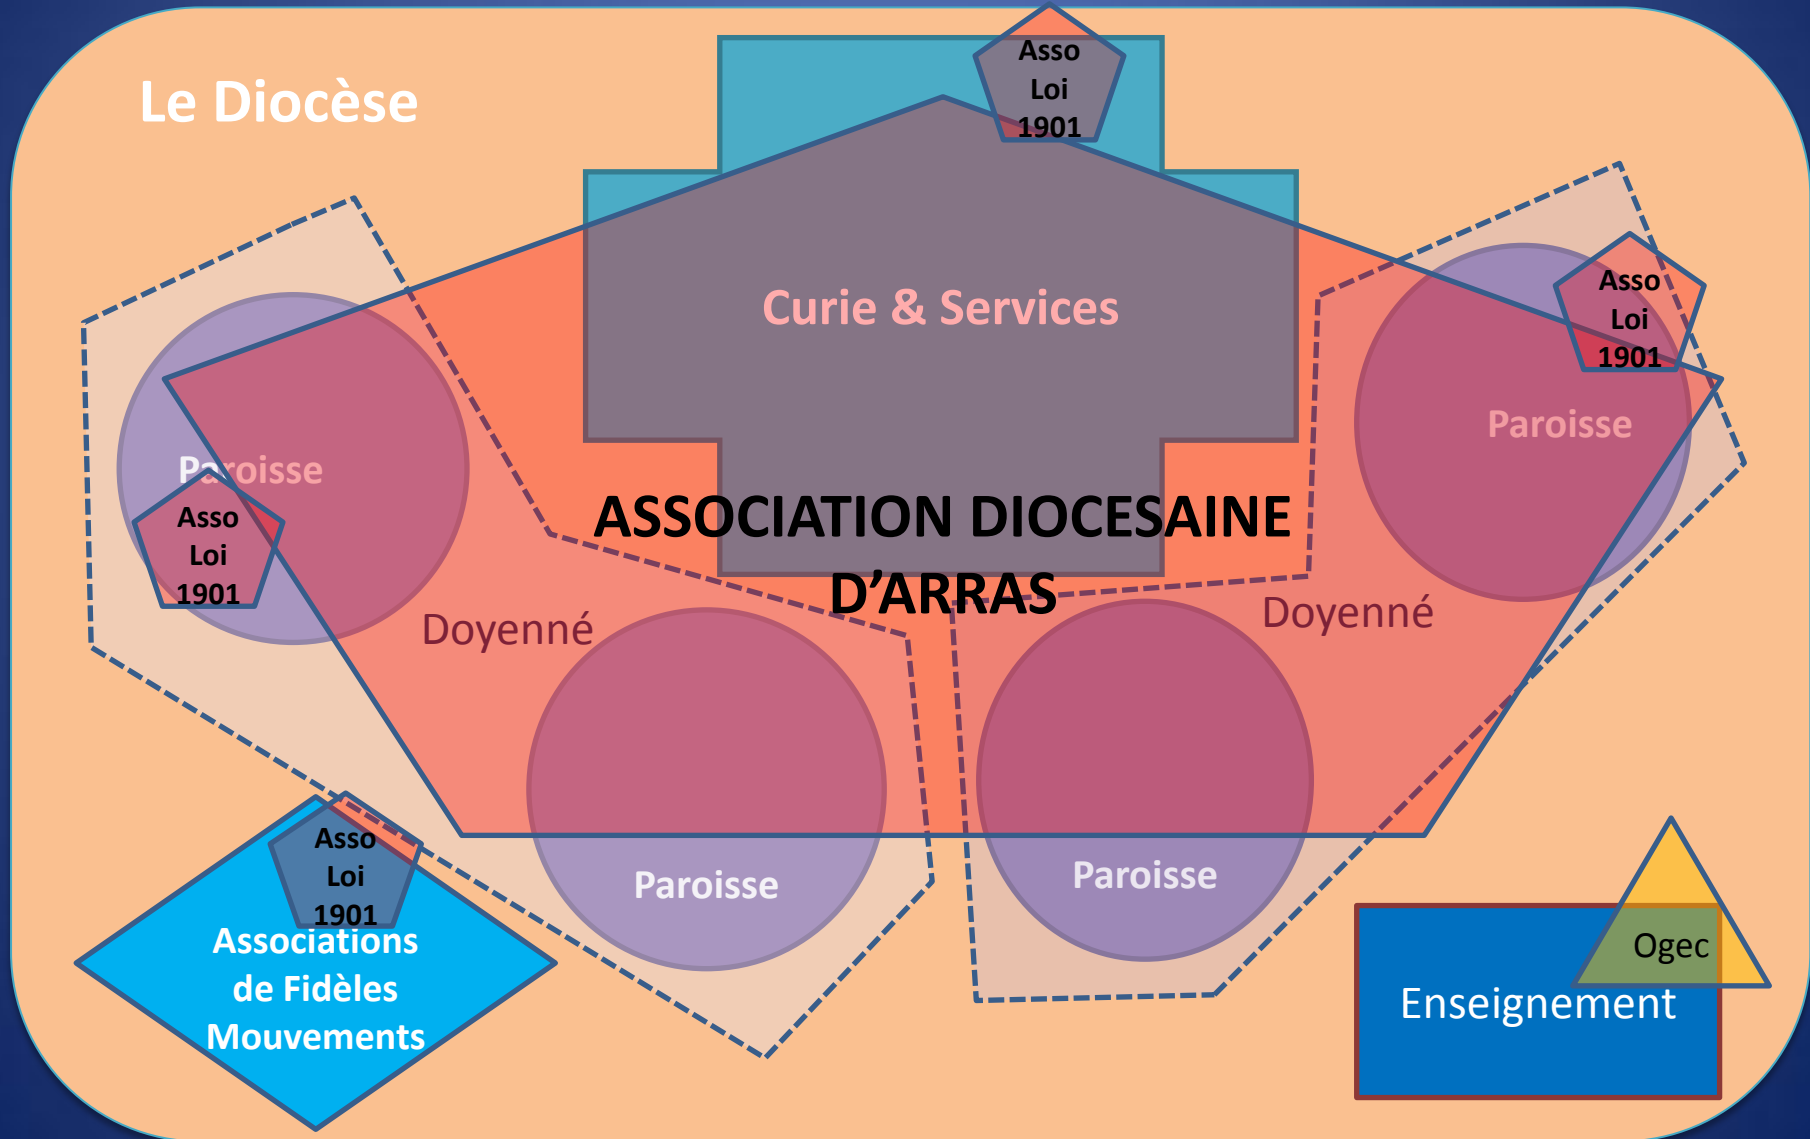 Asso
Loi
1901
Le Diocèse
Curie & Services
Asso
Loi
1901
Paroisse
Paroisse
Asso
Loi
1901
ASSOCIATION DIOCESAINE
D’ARRAS
Doyenné
Doyenné
Asso
Loi
1901
Paroisse
Paroisse
Associations
de Fidèles
Mouvements
Ogec
Enseignement